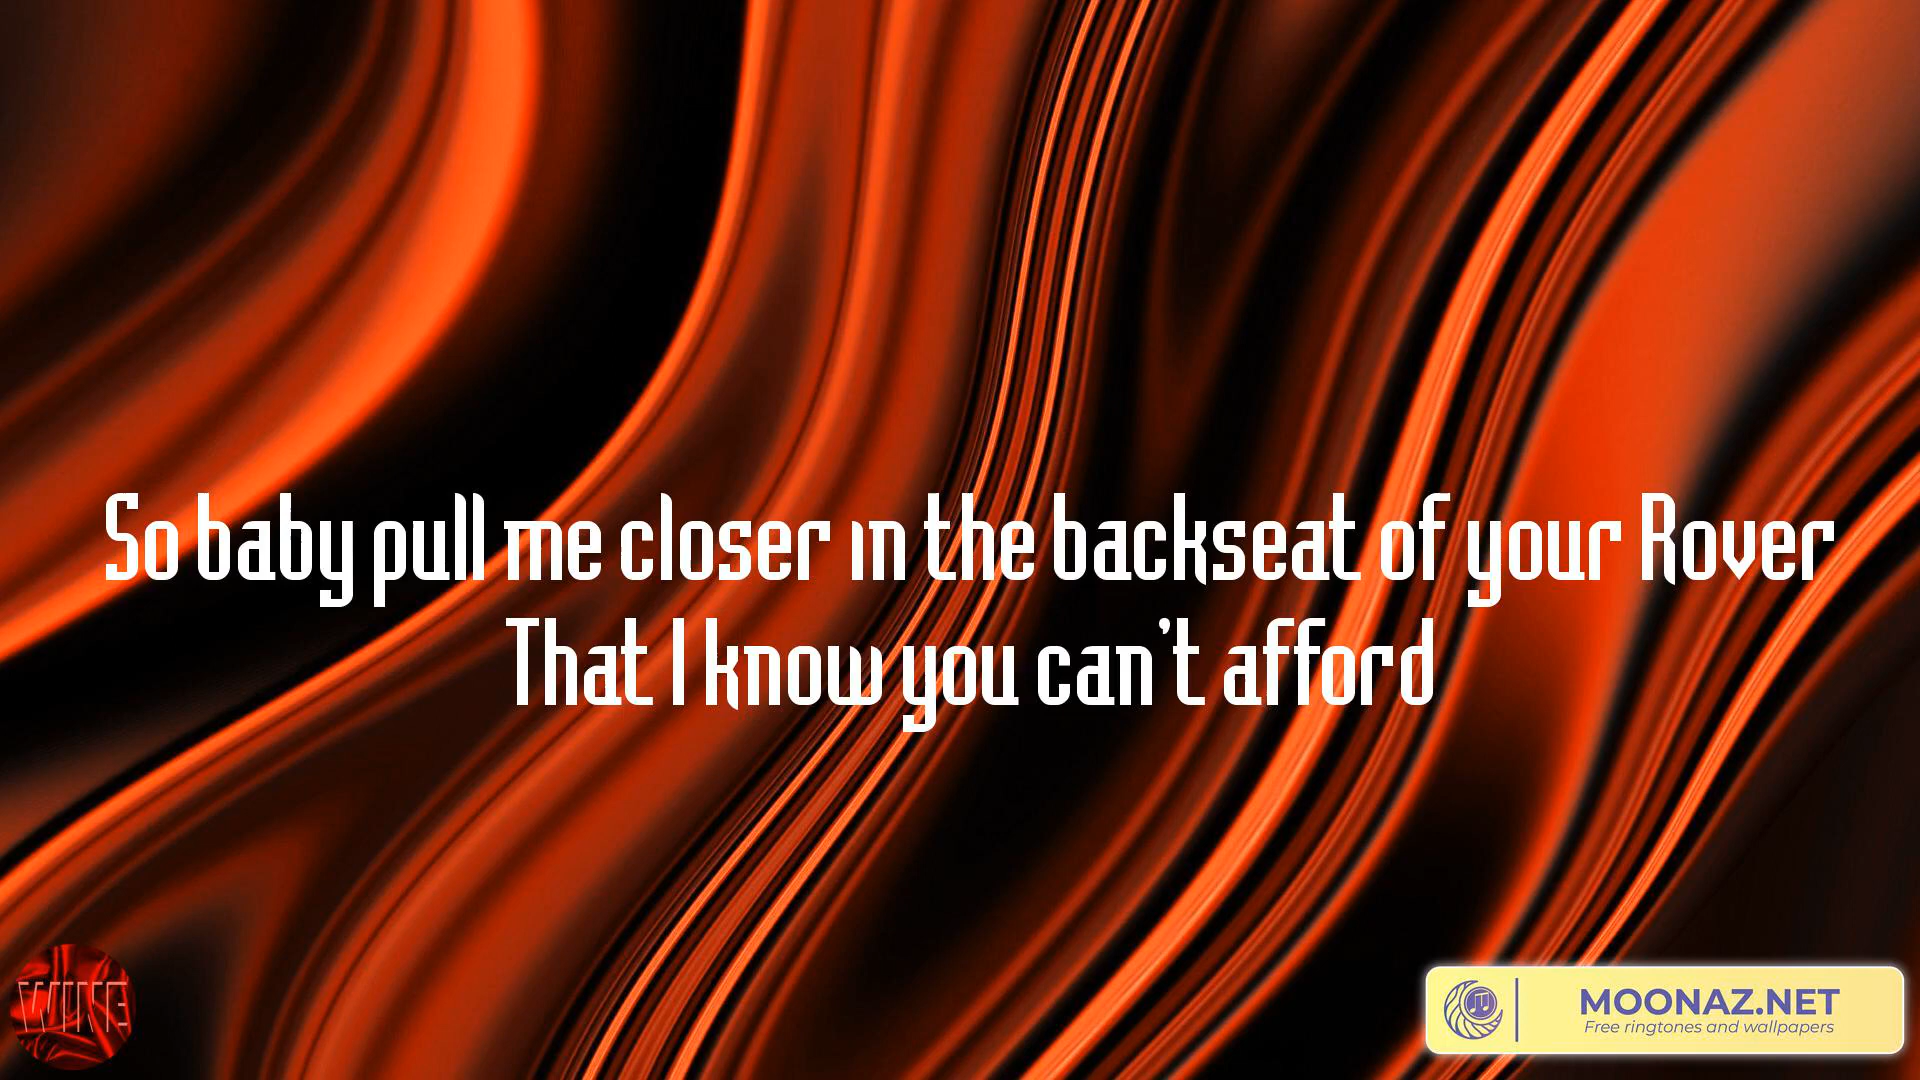 So baby pull me closer in the backseat of your Rover
That I know you can't afford
WINE
MOONAZ.NET
Free ringtones and wallpapers